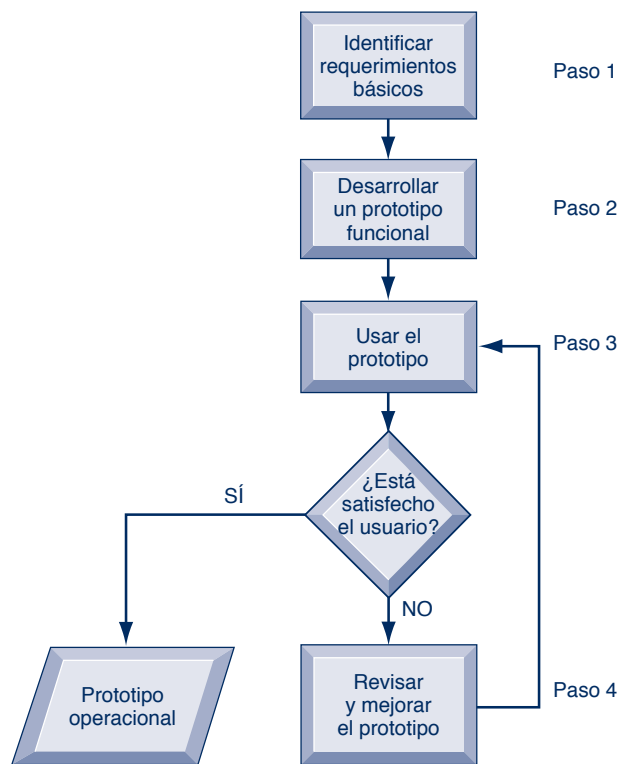 Identificar
requerimientos
básicos
Paso 1
Desarrollar
un prototipo
funcional
Paso 2
Usar el
prototipo
Paso 3
¿Está
satisfecho
el usuario?
SÍ
NO
Prototipo
operacional
Revisar
y mejorar
el prototipo
Paso 4